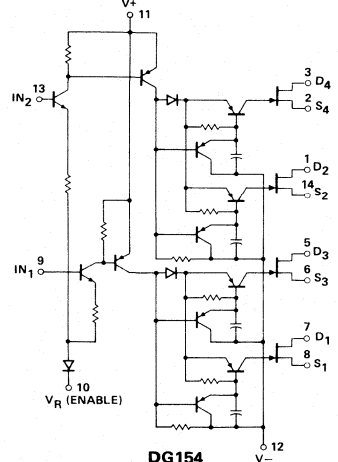 V+
11
3 D4
13
IN2
2 S4
1 D2
14 S2
9
IN1
5 D3
6 S3
7 D1
8 S1
10
VR (ENABLE)
12
V−
DG154